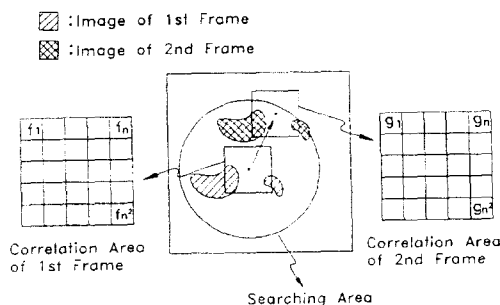 :Image of 1st Frame
:Image of 2nd Frame
f1 fn
fn²
g1 gn
gn²
Correlation Area
of 1st Frame
Correlation Area
of 2nd Frame
Searching Area